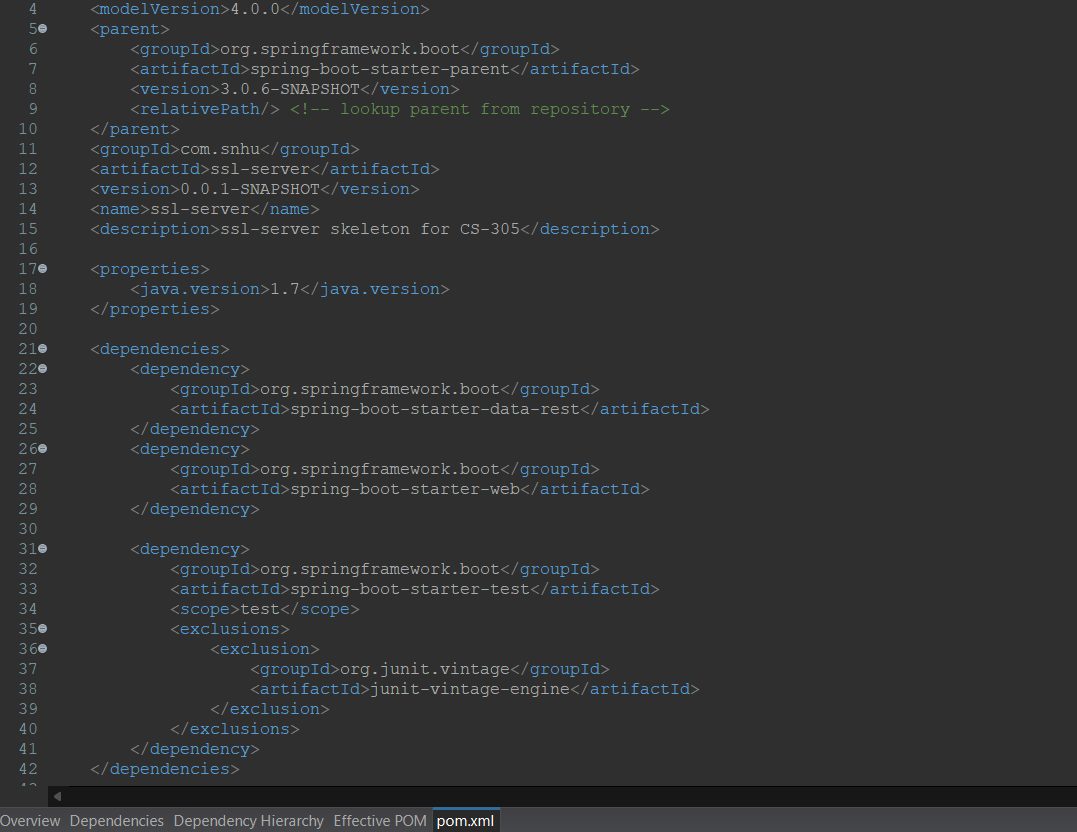 4 <modelVersion>4.0.0</modelVersion>
5 <parent>
6 <groupId>org.springframework.boot</groupId>
7 <artifactId>spring-boot-starter-parent</artifactId>
8 <version>3.0.6-SNAPSHOT</version>
9 <relativePath/> <!-- lookup parent from repository -->
10 </parent>
11 <groupId>com.snhu</groupId>
12 <artifactId>ssl-server</artifactId>
13 <version>0.0.1-SNAPSHOT</version>
14 <name>ssl-server</name>
15 <description>ssl-server skeleton for CS-305</description>
16
17 <properties>
18 <java.version>1.7</java.version>
19 </properties>
20
21 <dependencies>
22 <dependency>
23 <groupId>org.springframework.boot</groupId>
24 <artifactId>spring-boot-starter-data-rest</artifactId>
25 </dependency>
26 <dependency>
27 <groupId>org.springframework.boot</groupId>
28 <artifactId>spring-boot-starter-web</artifactId>
29 </dependency>
30
31 <dependency>
32 <groupId>org.springframework.boot</groupId>
33 <artifactId>spring-boot-starter-test</artifactId>
34 <scope>test</scope>
35 <exclusions>
36 <exclusion>
37 <groupId>org.junit.vintage</groupId>
38 <artifactId>junit-vintage-engine</artifactId>
39 </exclusion>
40 </exclusions>
41 </dependency>
42 </dependencies>
Overview Dependencies Dependency Hierarchy Effective POM pom.xml